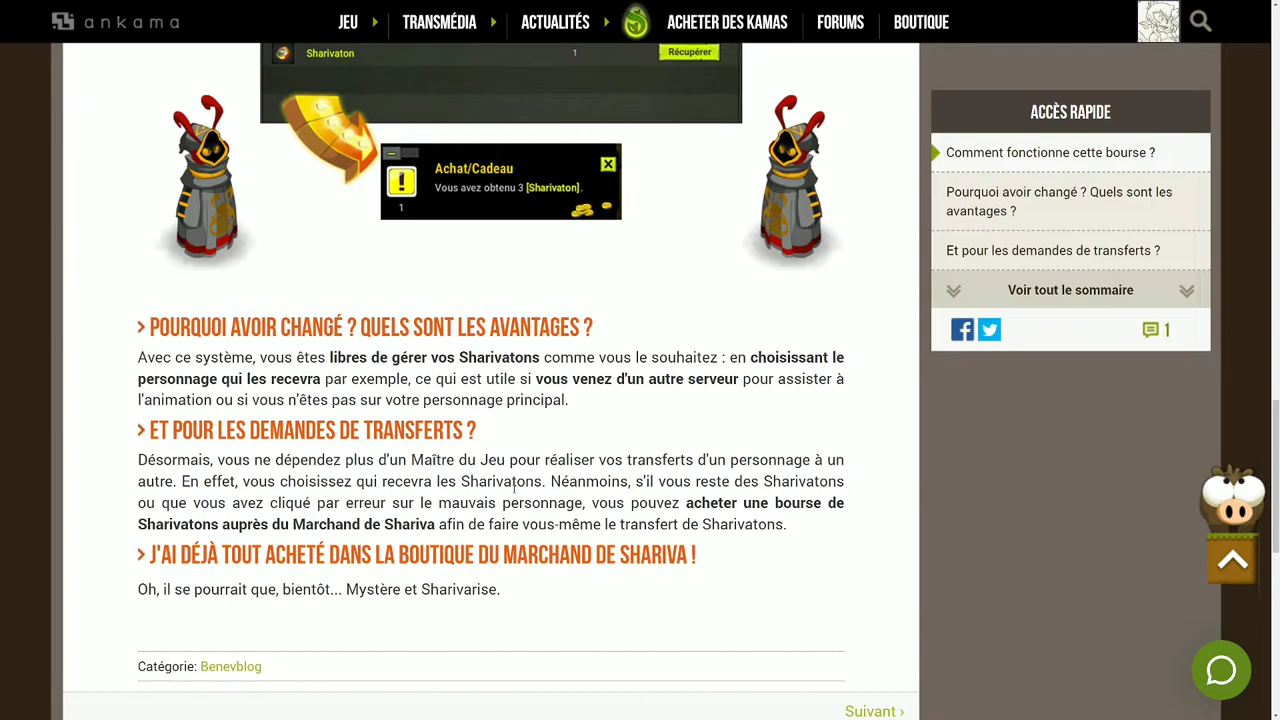 ankama
JEU
TRANSMÉDIA
ACTUALITÉS
ACHETER DES KAMAS
FORUMS
BOUTIQUE
Sharivaton 1 Récupérer
Achat/Cadeau
Vous avez obtenu 3 [Sharivaton].
1
> POURQUOI AVOIR CHANGÉ ? QUELS SONT LES AVANTAGES ?
Avec ce système, vous êtes libres de gérer vos Sharivatons comme vous le souhaitez : en choisissant le
personnage qui les recevra par exemple, ce qui est utile si vous venez d'un autre serveur pour assister à
l'animation ou si vous n'êtes pas sur votre personnage principal.
> ET POUR LES DEMANDES DE TRANSFERTS ?
Désormais, vous ne dépendez plus d'un Maître du Jeu pour réaliser vos transferts d'un personnage à un
autre. En effet, vous choisissez qui recevra les Sharivatons. Néanmoins, s'il vous reste des Sharivatons
ou que vous avez cliqué par erreur sur le mauvais personnage, vous pouvez acheter une bourse de
Sharivatons auprès du Marchand de Shariva afin de faire vous-même le transfert de Sharivatons.
> J'AI DÉJÀ TOUT ACHETÉ DANS LA BOUTIQUE DU MARCHAND DE SHARIVA !
Oh, il se pourrait que, bientôt... Mystère et Sharivarise.
Catégorie: Benevblog
Suivant ›
ACCÈS RAPIDE
Comment fonctionne cette bourse ?
Pourquoi avoir changé ? Quels sont les
avantages ?
Et pour les demandes de transferts ?
Voir tout le sommaire
1